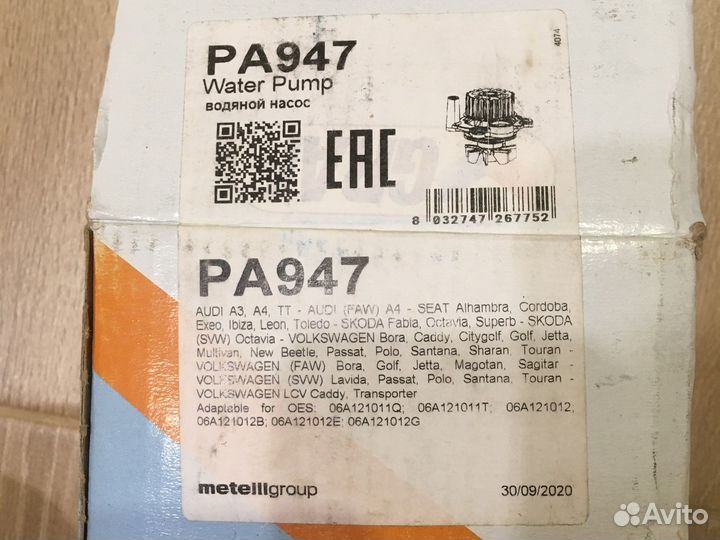 PA947
Water Pump
водяной насос
4074
EAC
8 032747 267752
PA947
AUDI A3, A4, TT - AUDI (FAW) A4 - SEAT Alhambra, Cordoba,
Exeo, Ibiza, Leon, Toledo - SKODA Fabia, Octavia, Superb - SKODA
(SVW) Octavia - VOLKSWAGEN Bora, Caddy, Citygolf, Golf, Jetta,
Multivan, New Beetle, Passat, Polo, Santana, Sharan, Touran -
VOLKSWAGEN (FAW) Bora, Golf, Jetta, Magotan, Sagitar -
VOLKSWAGEN (SVW) Lavida, Passat, Polo, Santana, Touran -
VOLKSWAGEN LCV Caddy, Transporter
Adaptable for OES: 06A121011Q; 06A121011T; 06A121012;
06A121012B; 06A121012E; 06A121012G
metelligroup
30/09/2020
Avito